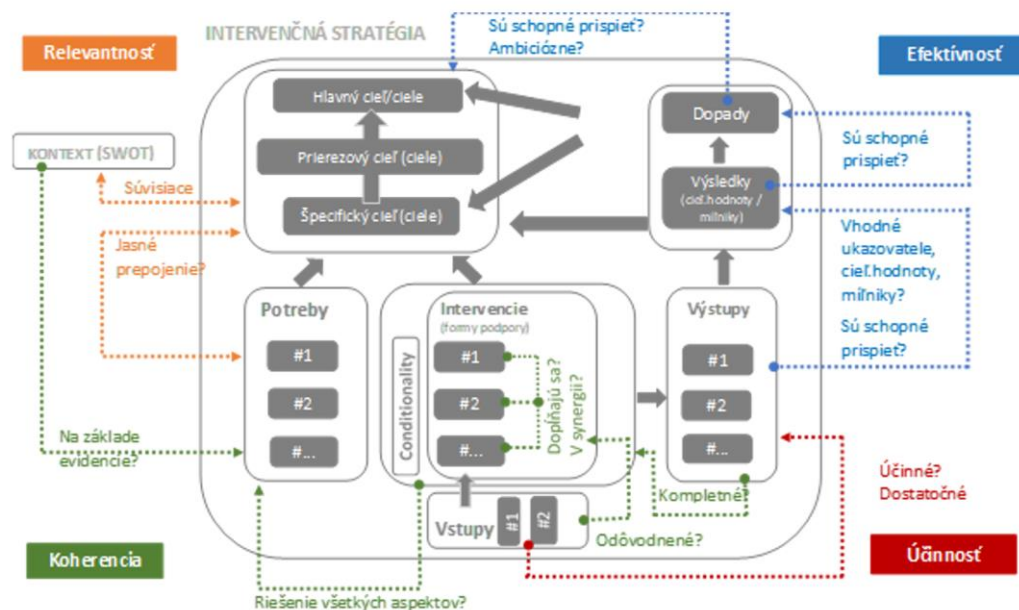 INTERVENČNÁ STRATÉGIA
Relevantnosť
Sú schopné prispieť?
Ambiciózne?
Efektívnosť
Hlavný cieľ/ciele
Prierezový cieľ (ciele)
Špecifický cieľ (ciele)
Dopady
Výsledky
(cieľ.hodnoty /
míľniky)
KONTEXT (SWOT)
Súvisiace
Jasné
prepojenie?
Sú schopné
prispieť?
Vhodné
ukazovatele,
cieľ.hodnoty,
míľniky?
Sú schopné
prispieť?
Potreby
#1
#2
#...
Conditionality
Intervencie
(formy podpory)
#1
#2
#...
Dopĺňajú sa?
V synergii?
Výstupy
#1
#2
#...
Na základe
evidencie?
Vstupy
#1
#2
Kompletné?
Odôvodnené?
Účinné?
Dostatočné
Koherencia
Účinnosť
Riešenie všetkých aspektov?